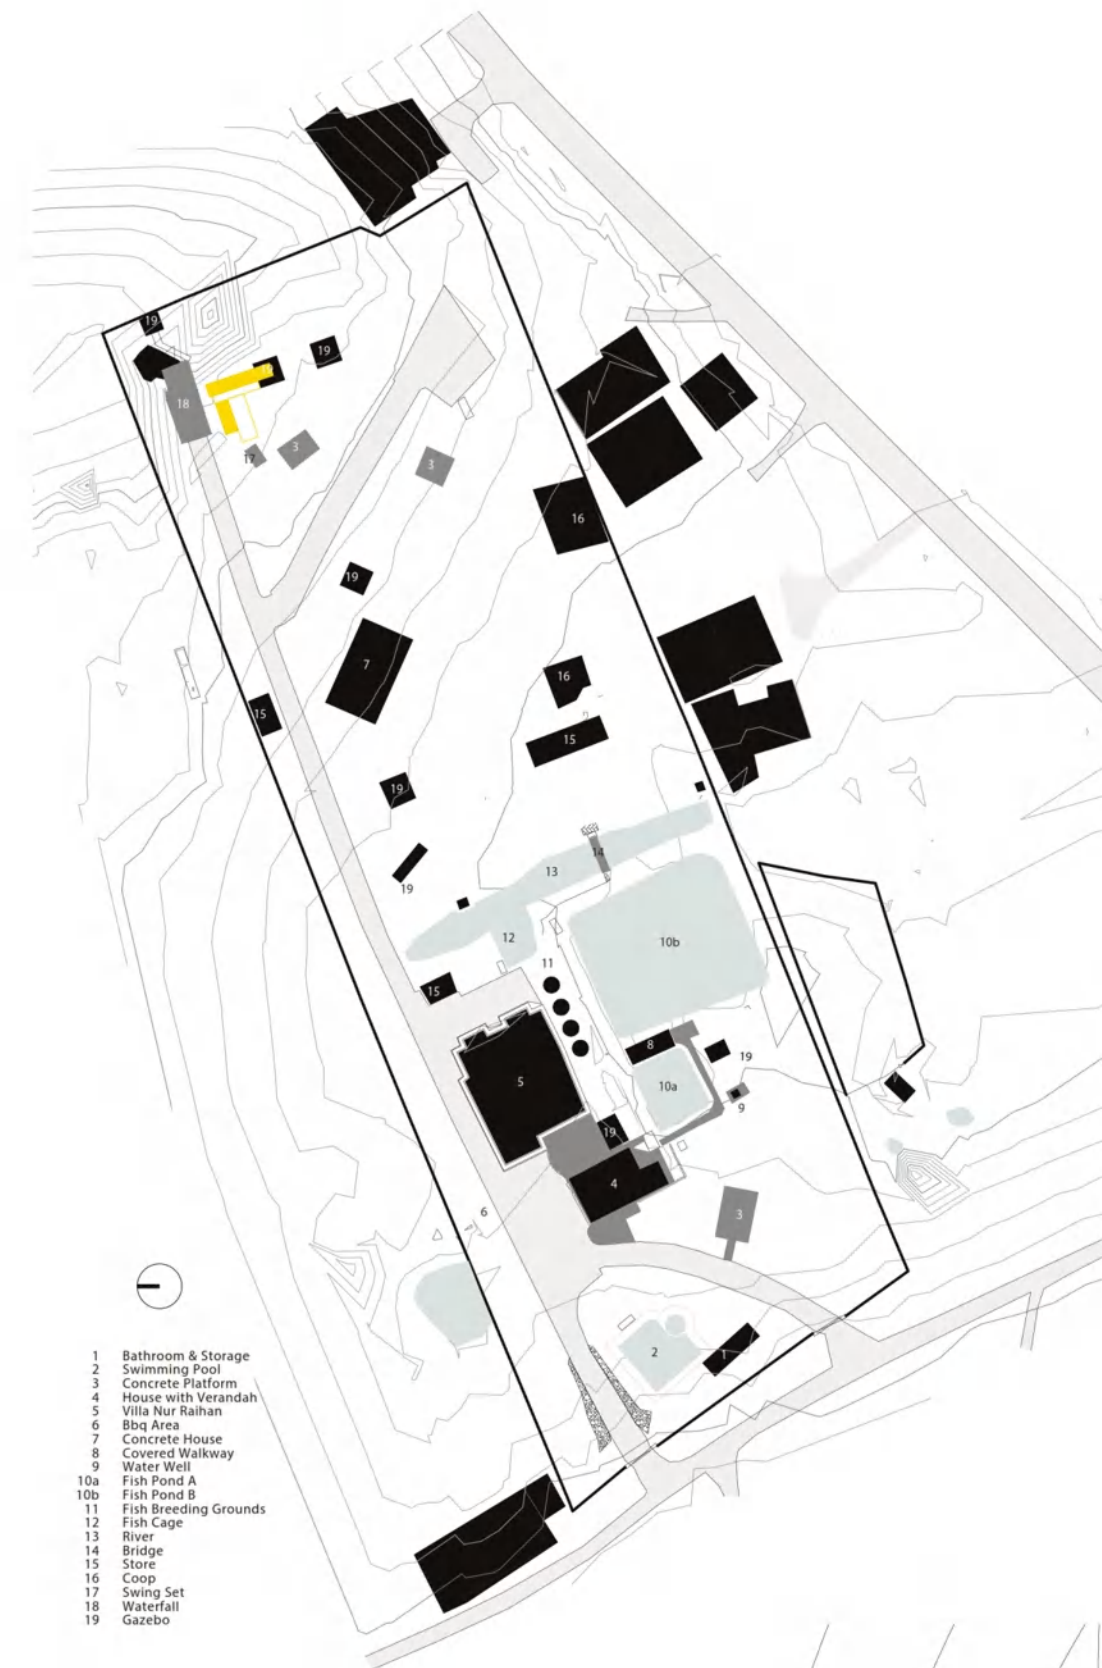 19
19
19
18
3
17
3
16
19
7
16
15
15
19
14
13
19
12
10b
11
15
8
19
5
10a
9
19
4
6
3
2
1
1 Bathroom & Storage
2 Swimming Pool
3 Concrete Platform
4 House with Verandah
5 Villa Nur Raihan
6 Bbq Area
7 Concrete House
8 Covered Walkway
9 Water Well
10a Fish Pond A
10b Fish Pond B
11 Fish Breeding Grounds
12 Fish Cage
13 River
14 Bridge
15 Store
16 Coop
17 Swing Set
18 Waterfall
19 Gazebo